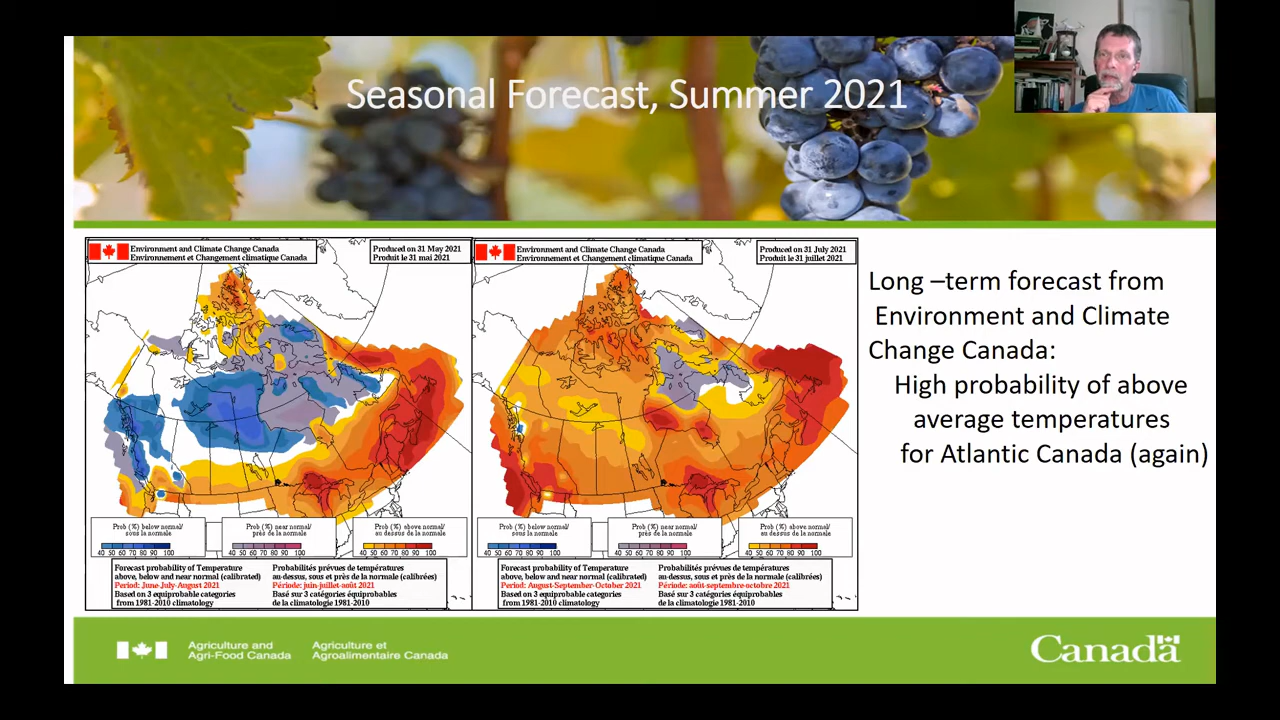 Seasonal Forecast, Summer 2021
Environment and Climate Change Canada
Environnement et Changement climatique Canada
Produced on 31 May 2021
Produit le 31 mai 2021
Prob (%) below normal/
sous la normale
40 50 60 70 80 90 100
Prob (%) near normal/
près de la normale
40 50 60 70 80 90 100
Prob (%) above normal/
au dessus de la normale
40 50 60 70 80 90 100
Forecast probability of Temperature
above, below and near normal (calibrated)
Period: June-July-August 2021
Based on 3 equiprobable categories
from 1981-2010 climatology
Probabilités prévues de températures
au-dessus, sous et près de la normale (calibrées)
Période: juin-juillet-août 2021
Basé sur 3 catégories équiprobables
de la climatologie 1981-2010
Environment and Climate Change Canada
Environnement et Changement climatique Canada
Produced on 31 July 2021
Produit le 31 juillet 2021
Prob (%) below normal/
sous la normale
40 50 60 70 80 90 100
Prob (%) near normal/
près de la normale
40 50 60 70 80 90 100
Prob (%) above normal/
au dessus de la normale
40 50 60 70 80 90 100
Forecast probability of Temperature
above, below and near normal (calibrated)
Period: August-September-October 2021
Based on 3 equiprobable categories
from 1981-2010 climatology
Probabilités prévues de températures
au-dessus, sous et près de la normale (calibrées)
Période: août-septembre-octobre 2021
Basé sur 3 catégories équiprobables
de la climatologie 1981-2010
Long –term forecast from
Environment and Climate
Change Canada:
High probability of above
average temperatures
for Atlantic Canada (again)
Agriculture and
Agri-Food Canada
Agriculture et
Agroalimentaire Canada
Canada